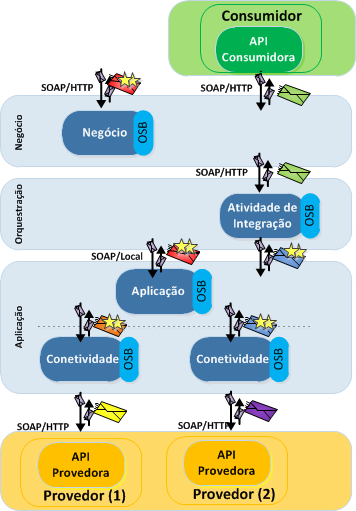 Consumidor
API
Consumidora
SOAP/HTTP
SOAP/HTTP
Negócio
Negócio
OSB
SOAP/HTTP
Orquestração
Atividade de
Integração
OSB
SOAP/Local
Aplicação
Aplicação
OSB
Conetividade
OSB
Conetividade
OSB
SOAP/HTTP
SOAP/HTTP
API
Provedora
Provedor (1)
API
Provedora
Provedor (2)